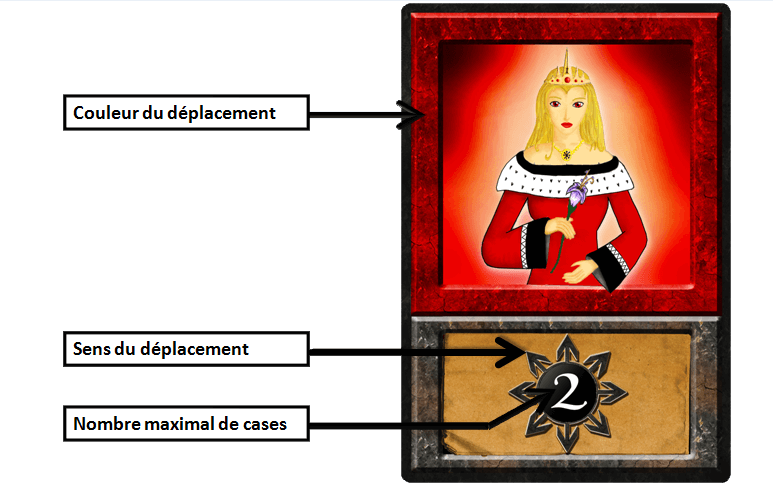 Couleur du déplacement
Sens du déplacement
2
Nombre maximal de cases